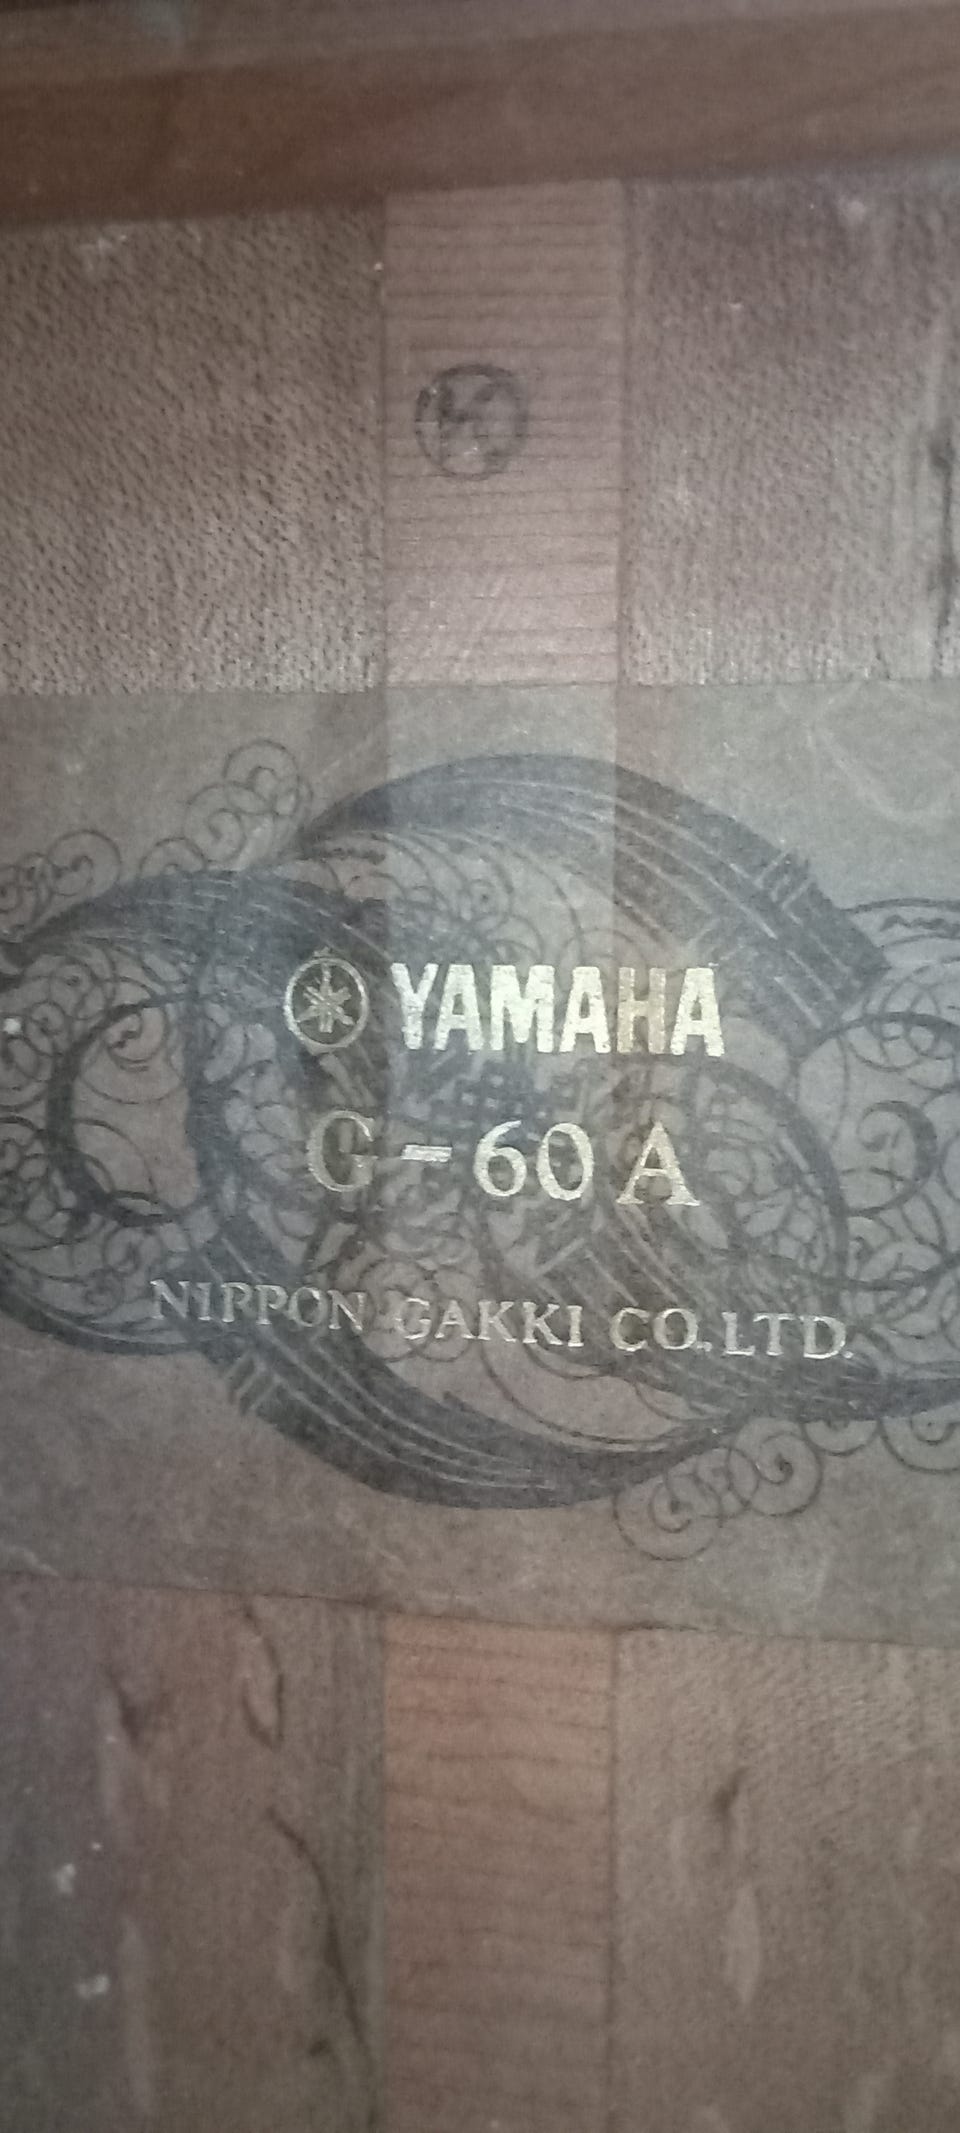 YAMAHA
G-60A
NIPPON GAKKI CO.,LTD.